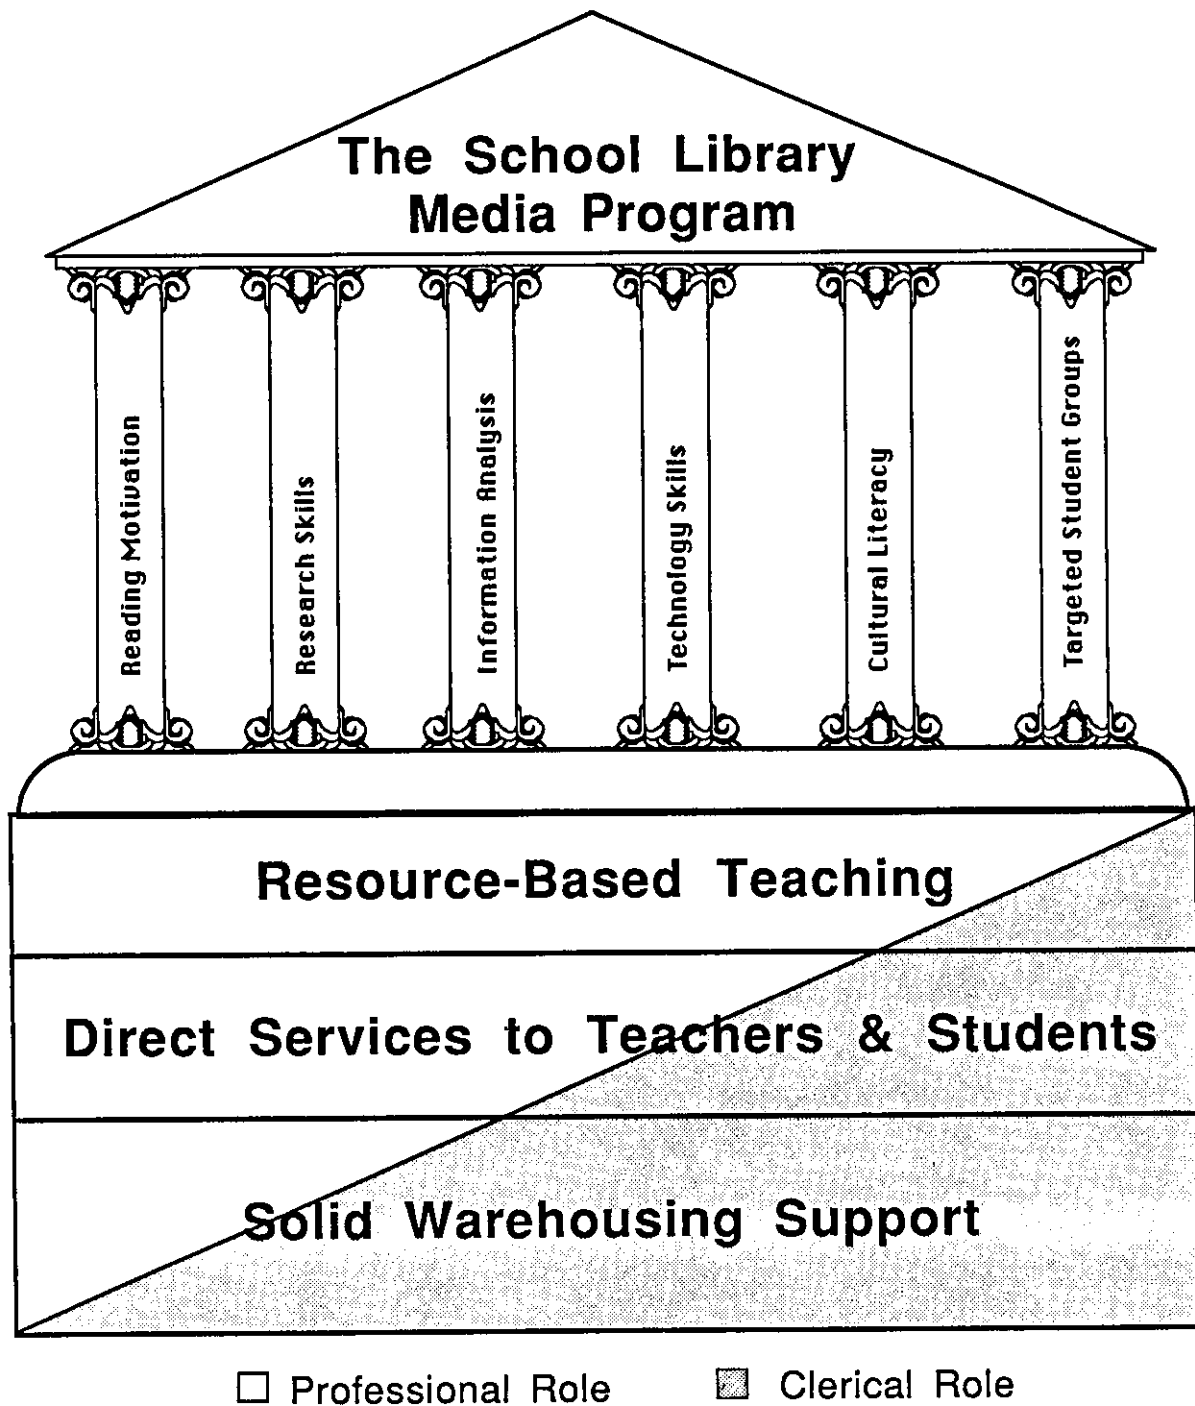 The School Library
Media Program
Reading Motivation
Research Skills
Information Analysis
Technology Skills
Cultural Literacy
Targeted Student Groups
Resource-Based Teaching
Direct Services to Teachers & Students
Solid Warehousing Support
Professional Role
Clerical Role